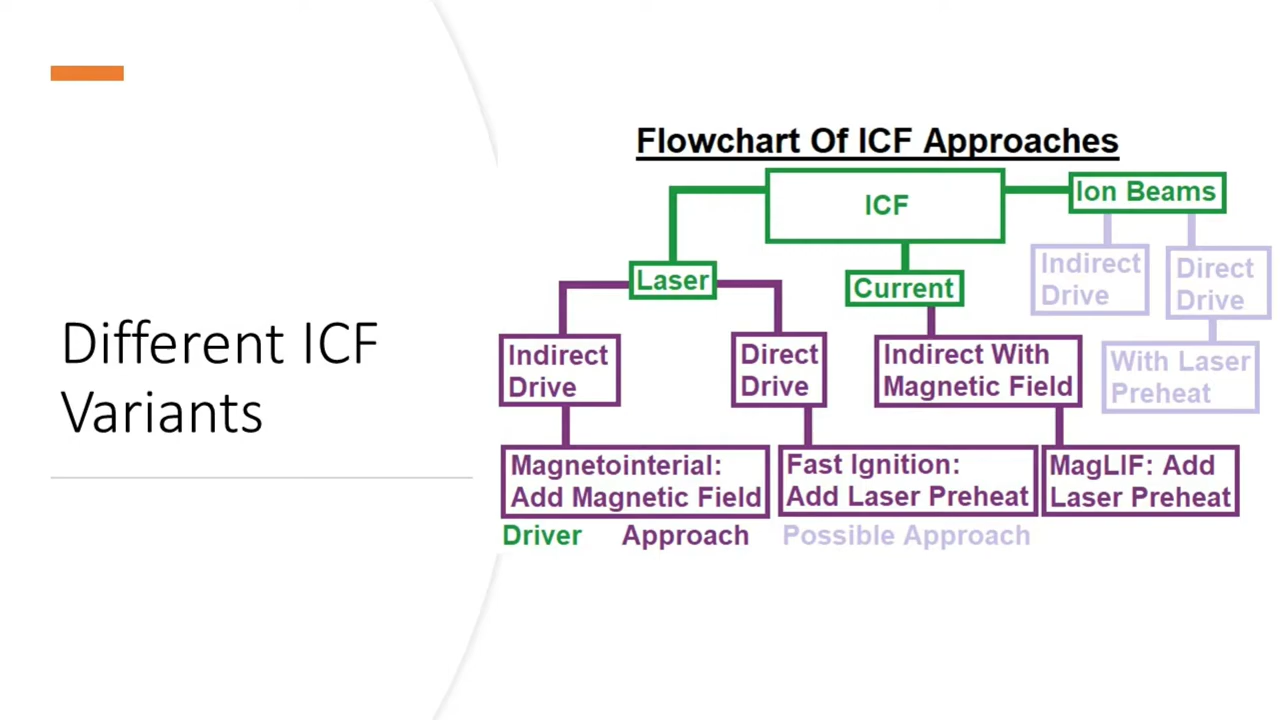 Different ICF
Variants
Flowchart Of ICF Approaches
ICF
Ion Beams
Laser
Current
Indirect
Drive
Direct
Drive
With Laser
Preheat
Indirect
Drive
Direct
Drive
Indirect With
Magnetic Field
Magnetointerial:
Add Magnetic Field
Fast Ignition:
Add Laser Preheat
MagLIF: Add
Laser Preheat
Driver
Approach
Possible Approach